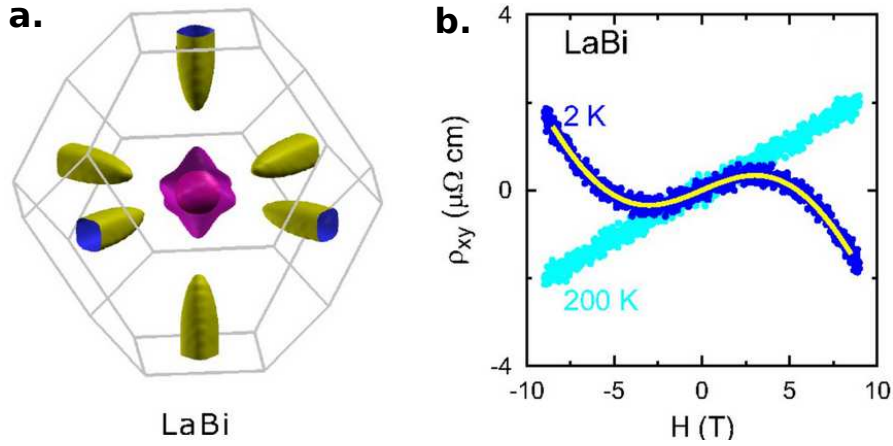 a.
LaBi
b.
LaBi
2 K
200 K
ρxy (μΩ cm)
4
0
-4
-10 -5 0 5 10
H (T)